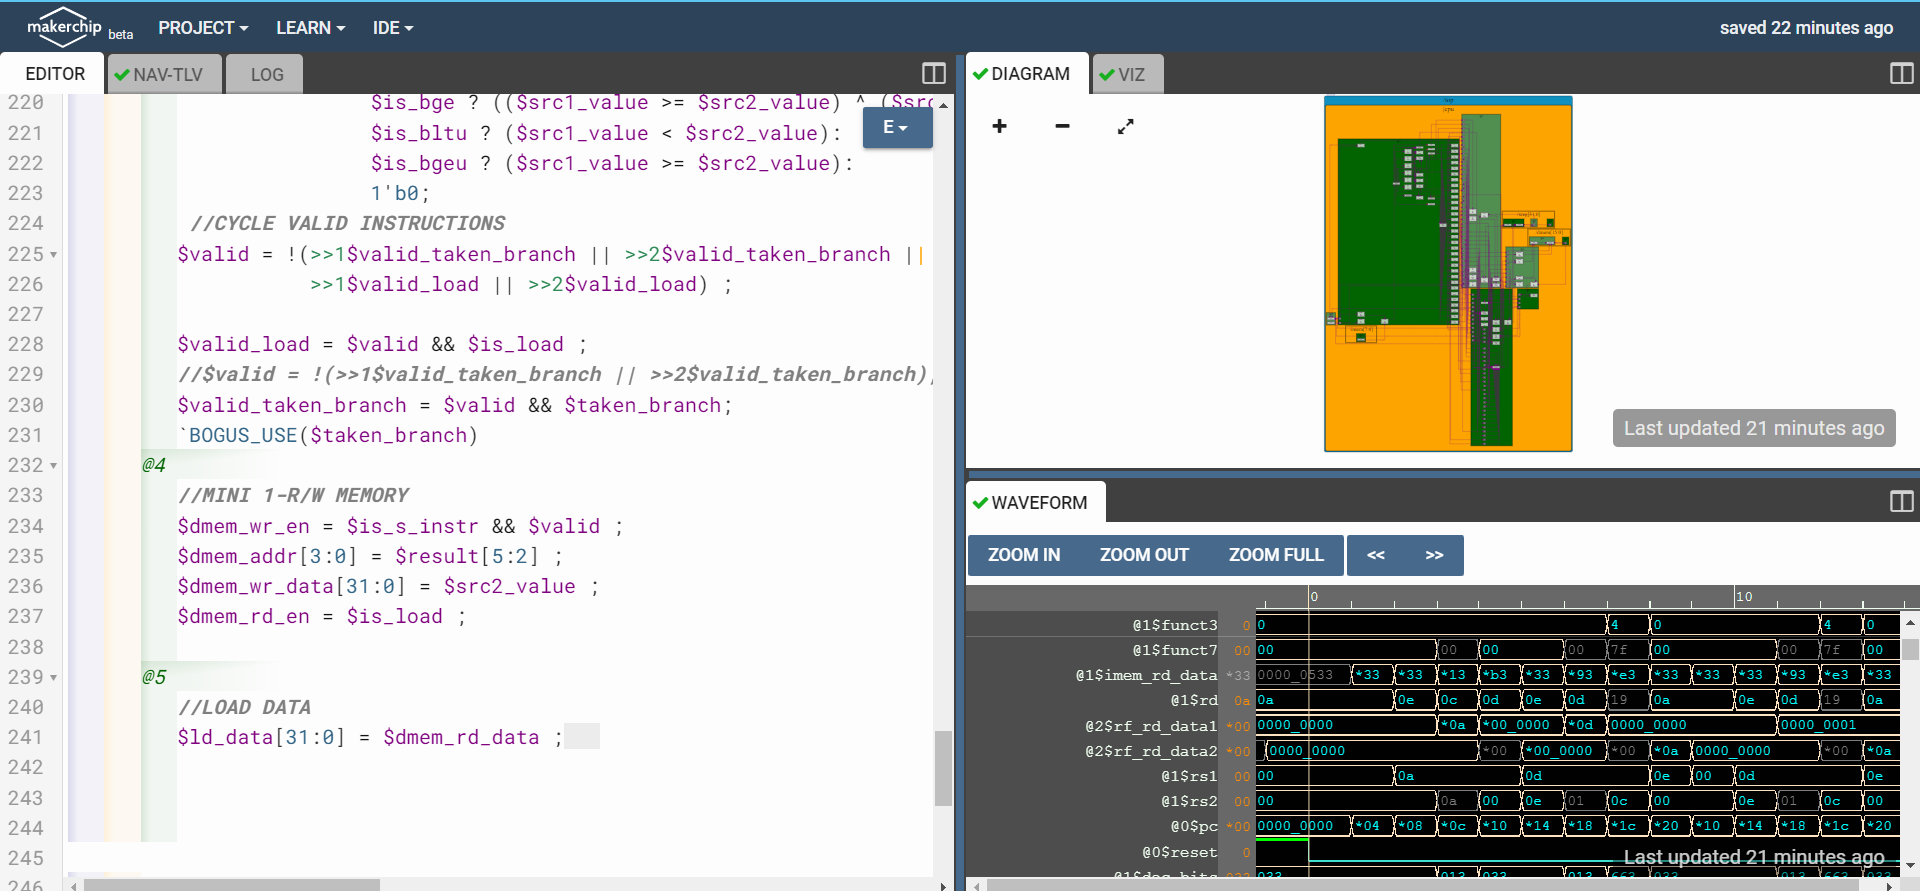 makerchip beta PROJECT LEARN IDE saved 22 minutes ago
EDITOR NAV-TLV LOG
220 $is_bge ? (($src1_value >= $src2_value) ^ ($src
221 $is_bltu ? ($src1_value < $src2_value):
222 $is_bgeu ? ($src1_value >= $src2_value):
223 1'b0;
224 //CYCLE VALID INSTRUCTIONS
225 $valid = !(>>1$valid_taken_branch || >>2$valid_taken_branch ||
226 >>1$valid_load || >>2$valid_load) ;
227
228 $valid_load = $valid && $is_load ;
229 //$valid = !(>>1$valid_taken_branch || >>2$valid_taken_branch);
230 $valid_taken_branch = $valid && $taken_branch;
231 `BOGUS_USE($taken_branch)
232 @4
233 //MINI 1-R/W MEMORY
234 $dmem_wr_en = $is_s_instr && $valid ;
235 $dmem_addr[3:0] = $result[5:2] ;
236 $dmem_wr_data[31:0] = $src2_value ;
237 $dmem_rd_en = $is_load ;
238
239 @5
240 //LOAD DATA
241 $ld_data[31:0] = $dmem_rd_data ;
242
243
244
245
246
E
DIAGRAM VIZ
+ −
Last updated 21 minutes ago
WAVEFORM
ZOOM IN ZOOM OUT ZOOM FULL << >>
0 10
@1$funct3 0 0 4 0 4 0
@1$funct7 00 00 00 00 00 7f 00 00 7f 00
@1$imem_rd_data *33 0000_0533 *33 *33 *13 *b3 *33 *93 *e3 *33 *33 *33 *93 *e3 *33
@1$rd 0a 0a 0e 0c 0d 0e 0d 19 0a 0e 0d 19 0a
@2$rf_rd_data1 *00 0000_0000 *0a *00_0000 *0d 0000_0000 0000_0001
@2$rf_rd_data2 *00 0000_0000 *00 *00_0000 *00 *0a 0000_0000 *00 *0a
@1$rs1 00 00 0a 0d 0e 00 0d 0e
@1$rs2 00 00 0a 00 0e 01 0c 00 0e 01 0c 00
@0$pc *00 0000_0000 *04 *08 *0c *10 *14 *18 *1c *20 *10 *14 *18 *1c *20
@0$reset 0
Last updated 21 minutes ago